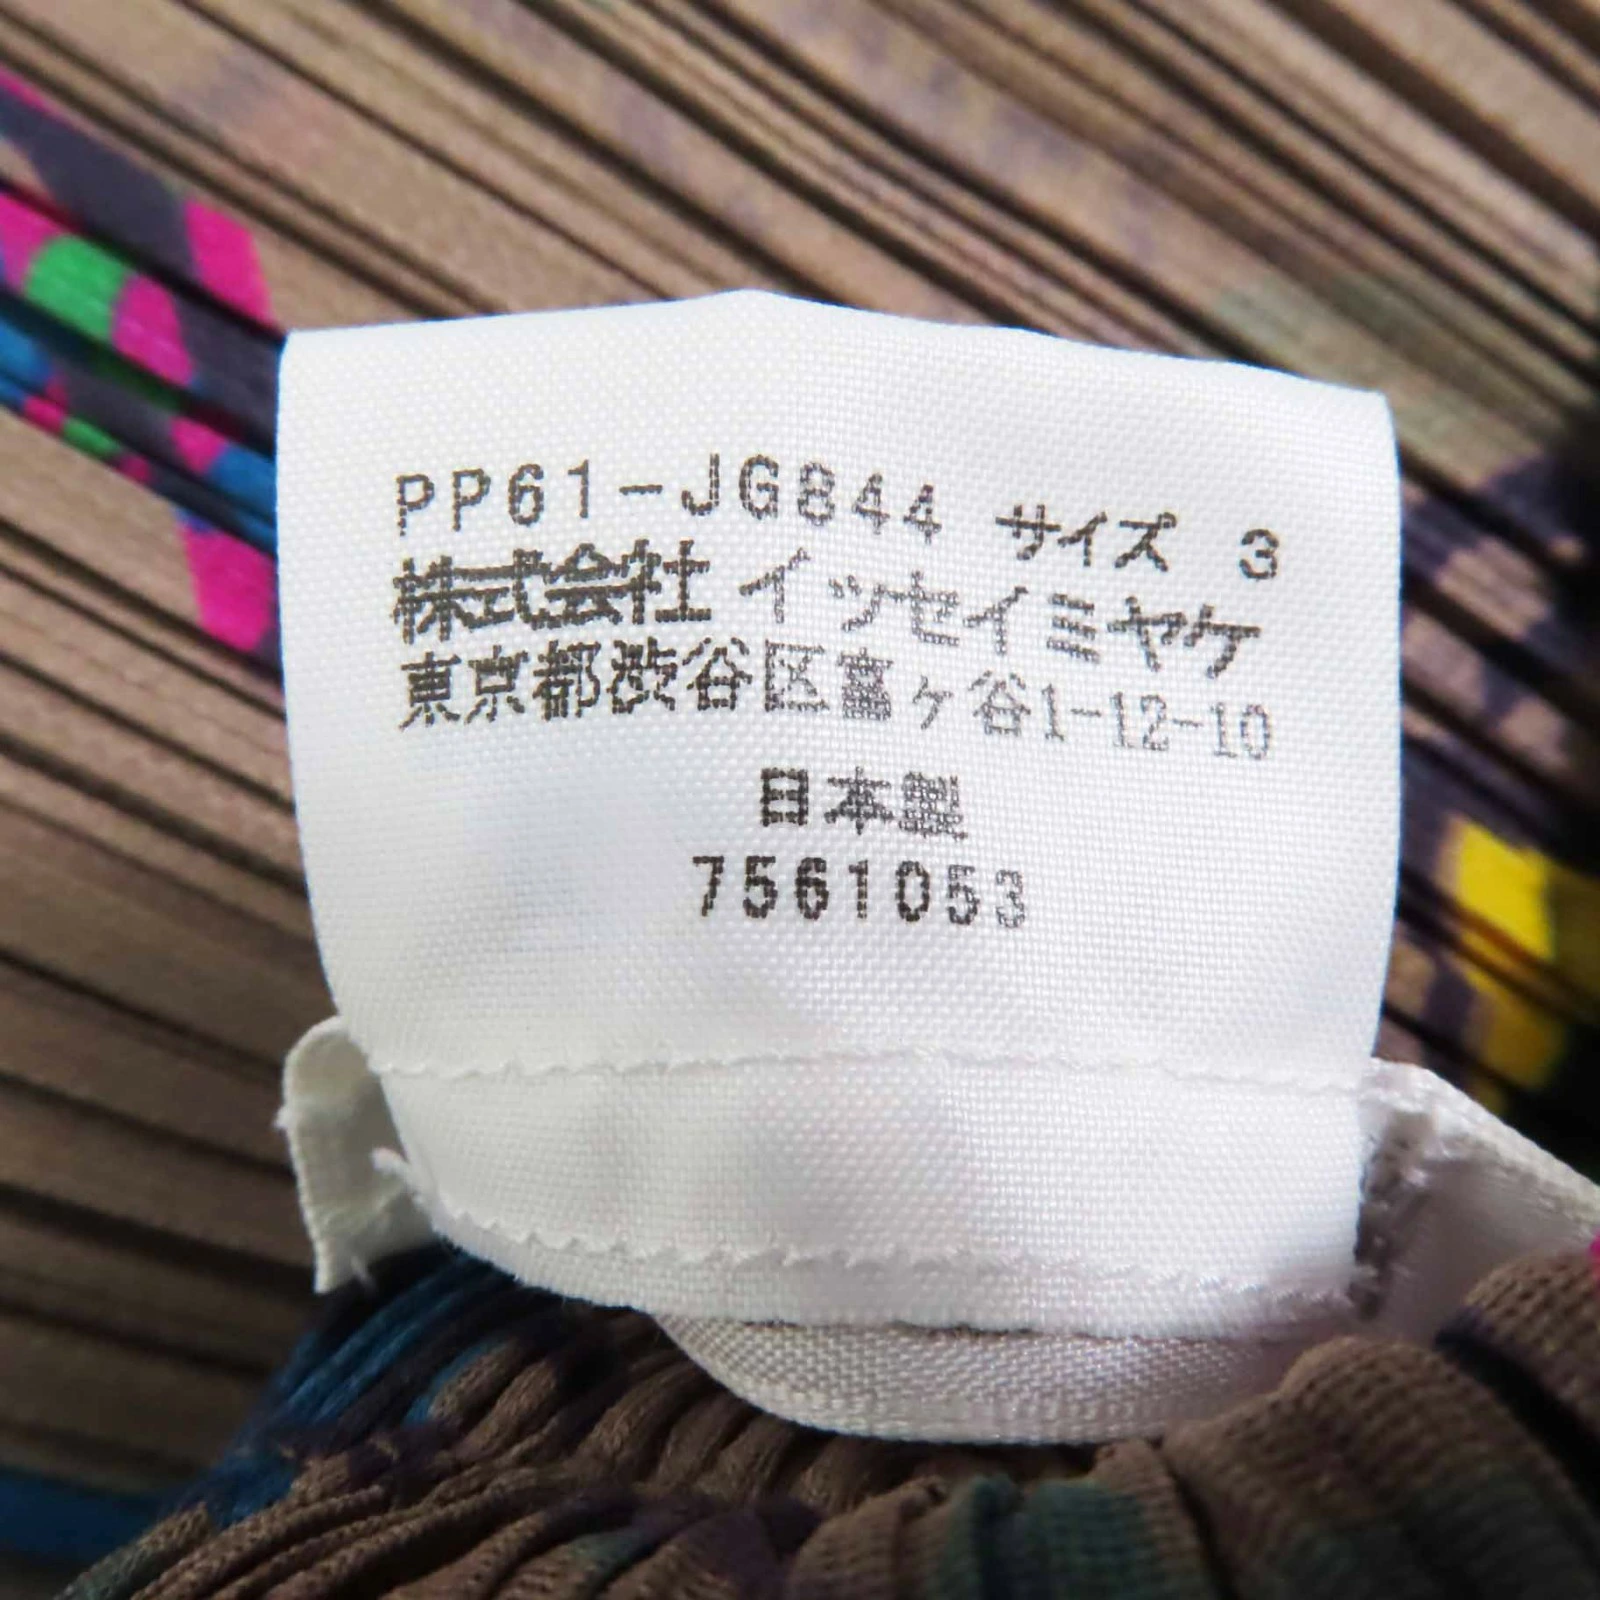 PP61-JG844 サイズ 3
株式会社 イッセイミヤケ
東京都渋谷区富ヶ谷1-12-10
日本製
7561053